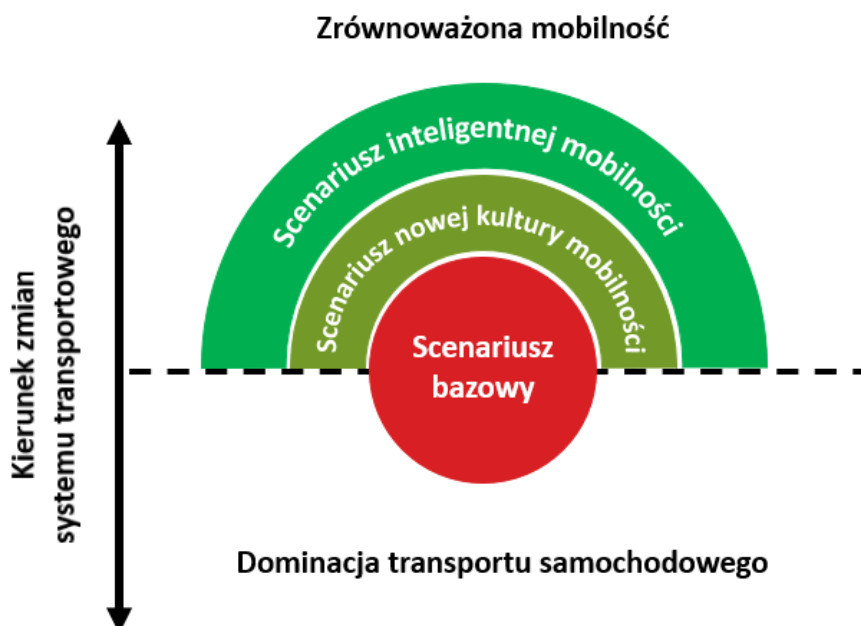 Zrównoważona mobilność
Scenariusz inteligentnej mobilności
Scenariusz nowej kultury mobilności
Scenariusz
bazowy
Kierunek zmian
systemu transportowego
Dominacja transportu samochodowego